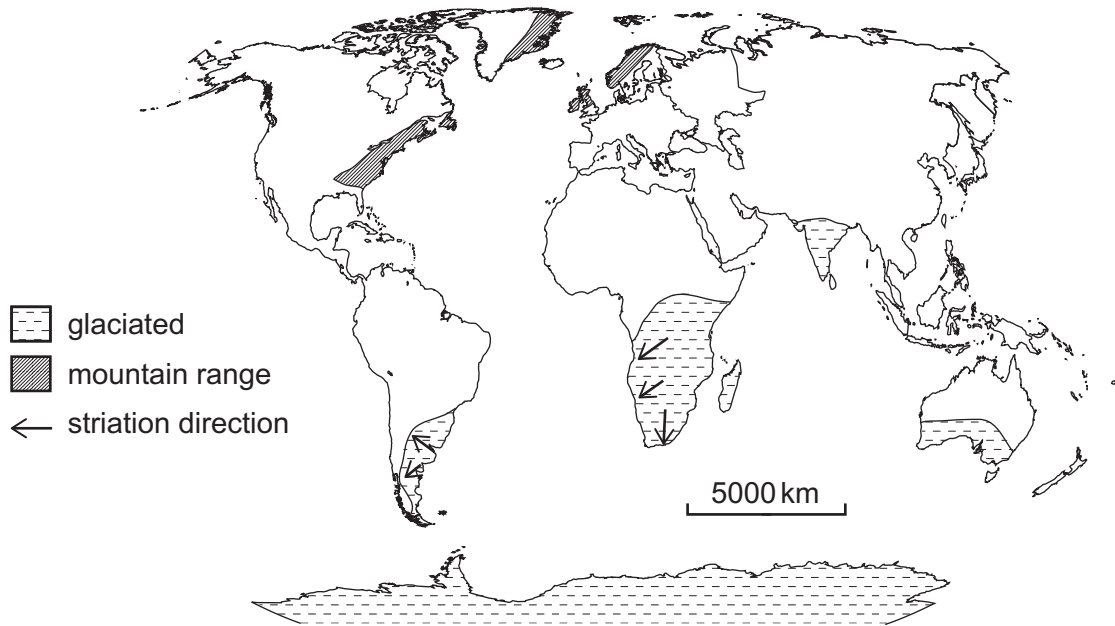 glaciated
mountain range
striation direction
5000 km